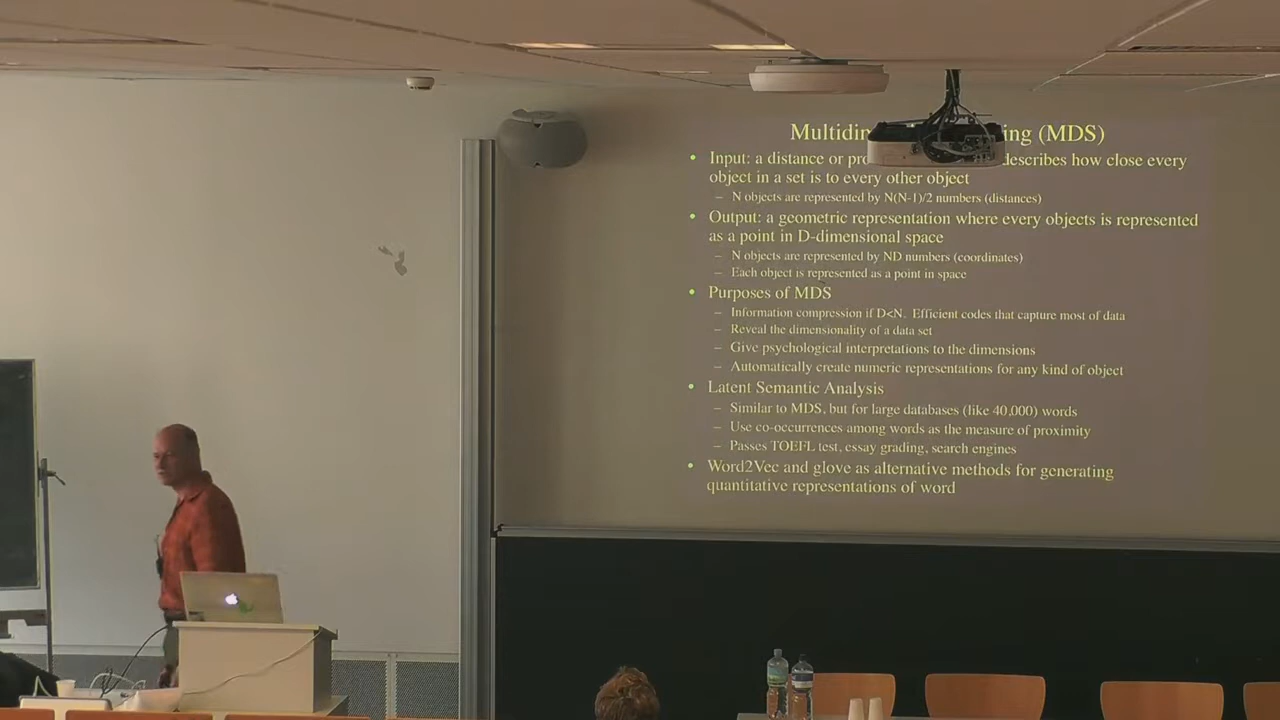 Multidin ing (MDS)
• Input: a distance or pro describes how close every
object in a set is to every other object
– N objects are represented by N(N-1)/2 numbers (distances)
• Output: a geometric representation where every objects is represented
as a point in D-dimensional space
– N objects are represented by ND numbers (coordinates)
– Each object is represented as a point in space
• Purposes of MDS
– Information compression if D<N. Efficient codes that capture most of data
– Reveal the dimensionality of a data set
– Give psychological interpretations to the dimensions
– Automatically create numeric representations for any kind of object
• Latent Semantic Analysis
– Similar to MDS, but for large databases (like 40,000) words
– Use co-occurrences among words as the measure of proximity
– Passes TOEFL test, essay grading, search engines
• Word2Vec and glove as alternative methods for generating
quantitative representations of word